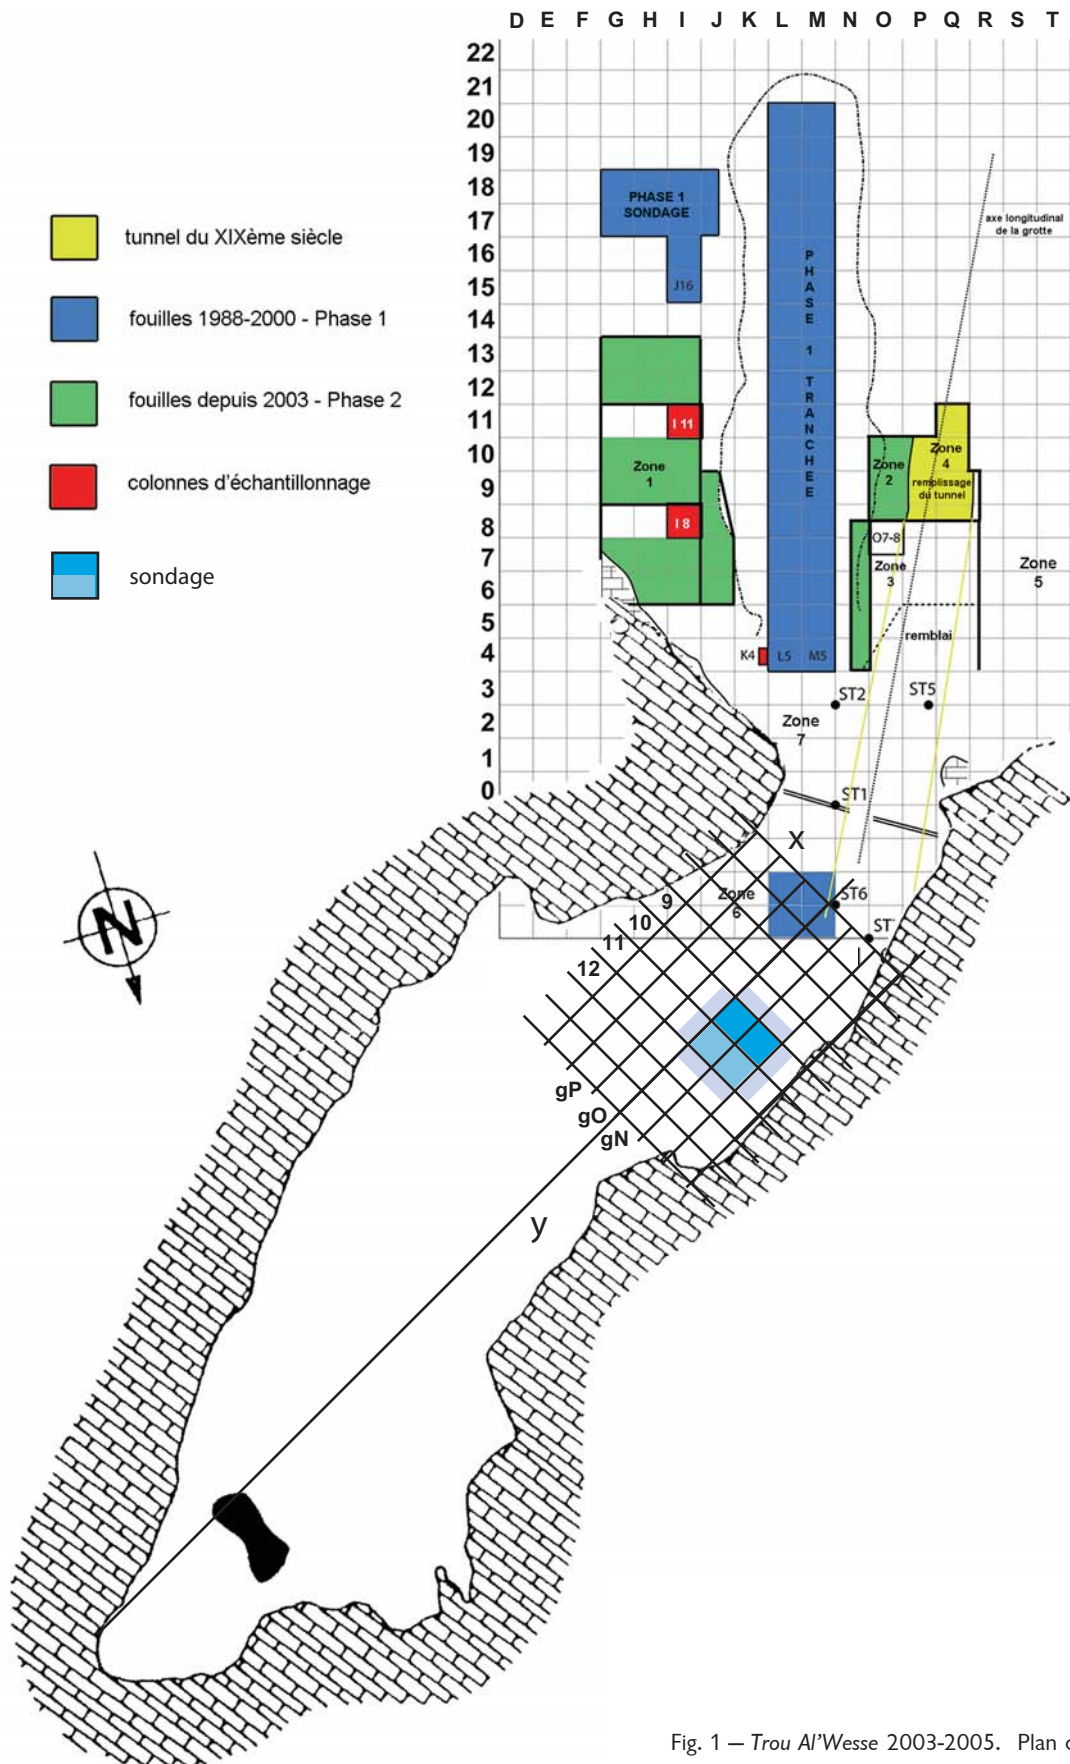 D E F G H I J K L M N O P Q R S T
22
21
20
19
18
17
16
15
14
13
12
11
10
9
8
7
6
5
4
3
2
1
0
tunnel du XIXème siècle
fouilles 1988-2000 - Phase 1
fouilles depuis 2003 - Phase 2
colonnes d'échantillonnage
sondage
PHASE 1
SONDAGE
J16
PHASE 1 TRANCHEE
axe longitudinal
de la grotte
I 11
Zone
1
I 8
Zone
2
Zone
4
remplissage
du tunnel
O7-8
Zone
3
Zone
5
remblai
K4
L5
M5
ST2
ST5
Zone
7
ST1
X
Zone
6
ST6
ST
9
10
11
12
gP
gO
gN
N
y
Fig. 1 — Trou Al'Wesse 2003-2005. Plan